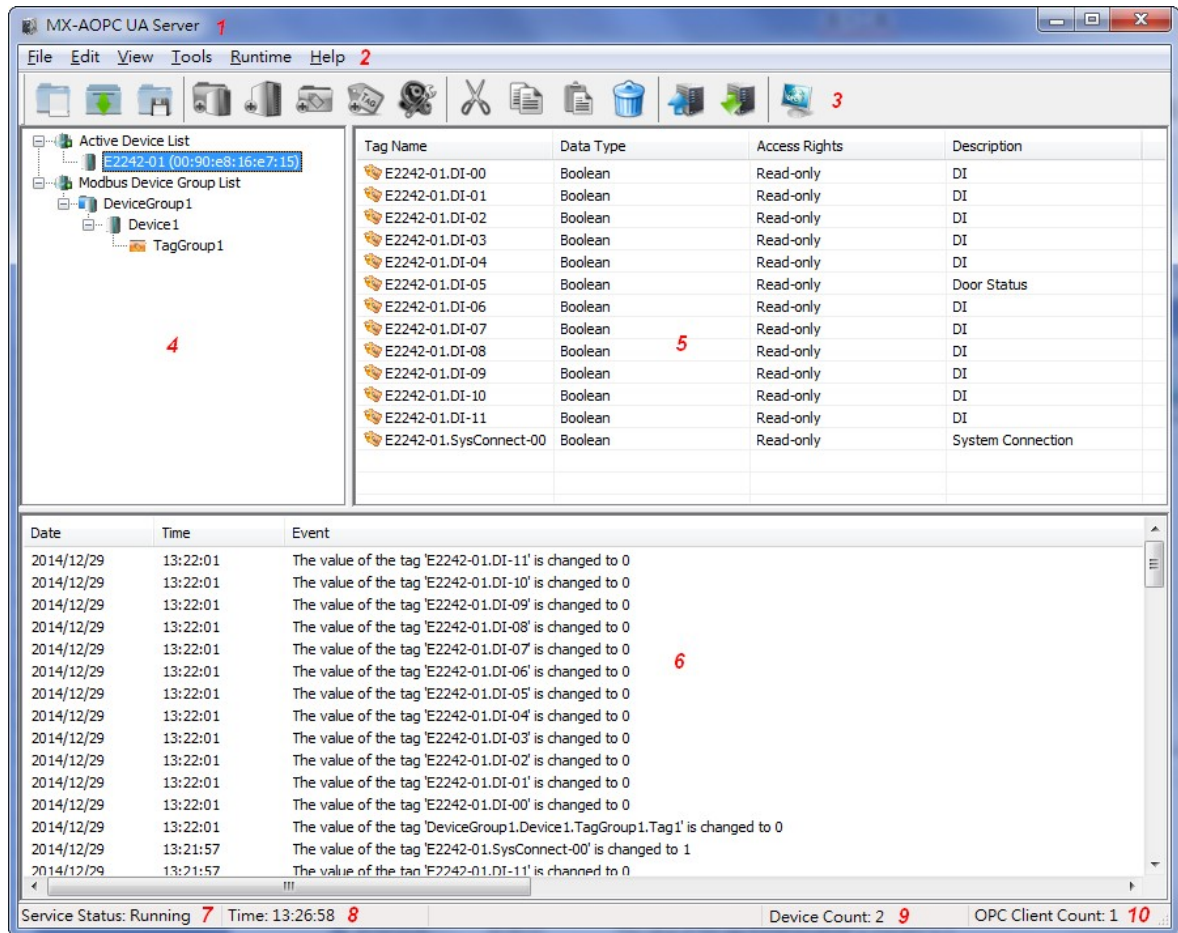 MX-AOPC UA Server 1
File Edit View Tools Runtime Help 2
TAG
3
Active Device List
E2242-01 (00:90:e8:16:e7:15)
Modbus Device Group List
DeviceGroup1
Device1
TagGroup1
4
Tag Name Data Type Access Rights Description
E2242-01.DI-00 Boolean Read-only DI
E2242-01.DI-01 Boolean Read-only DI
E2242-01.DI-02 Boolean Read-only DI
E2242-01.DI-03 Boolean Read-only DI
E2242-01.DI-04 Boolean Read-only DI
E2242-01.DI-05 Boolean Read-only Door Status
E2242-01.DI-06 Boolean Read-only DI
E2242-01.DI-07 Boolean Read-only DI
E2242-01.DI-08 Boolean 5 Read-only DI
E2242-01.DI-09 Boolean Read-only DI
E2242-01.DI-10 Boolean Read-only DI
E2242-01.DI-11 Boolean Read-only DI
E2242-01.SysConnect-00 Boolean Read-only System Connection
Date Time Event
2014/12/29 13:22:01 The value of the tag 'E2242-01.DI-11' is changed to 0
2014/12/29 13:22:01 The value of the tag 'E2242-01.DI-10' is changed to 0
2014/12/29 13:22:01 The value of the tag 'E2242-01.DI-09' is changed to 0
2014/12/29 13:22:01 The value of the tag 'E2242-01.DI-08' is changed to 0
2014/12/29 13:22:01 The value of the tag 'E2242-01.DI-07' is changed to 0
2014/12/29 13:22:01 The value of the tag 'E2242-01.DI-06' is changed to 0 6
2014/12/29 13:22:01 The value of the tag 'E2242-01.DI-05' is changed to 0
2014/12/29 13:22:01 The value of the tag 'E2242-01.DI-04' is changed to 0
2014/12/29 13:22:01 The value of the tag 'E2242-01.DI-03' is changed to 0
2014/12/29 13:22:01 The value of the tag 'E2242-01.DI-02' is changed to 0
2014/12/29 13:22:01 The value of the tag 'E2242-01.DI-01' is changed to 0
2014/12/29 13:22:01 The value of the tag 'E2242-01.DI-00' is changed to 0
2014/12/29 13:22:01 The value of the tag 'DeviceGroup1.Device1.TagGroup1.Tag1' is changed to 0
2014/12/29 13:21:57 The value of the tag 'E2242-01.SysConnect-00' is changed to 1
2014/12/29 13:21:57 The value of the tag 'E2242-01.DI-11' is changed to 0
Service Status: Running 7 Time: 13:26:58 8 Device Count: 2 9 OPC Client Count: 1 10